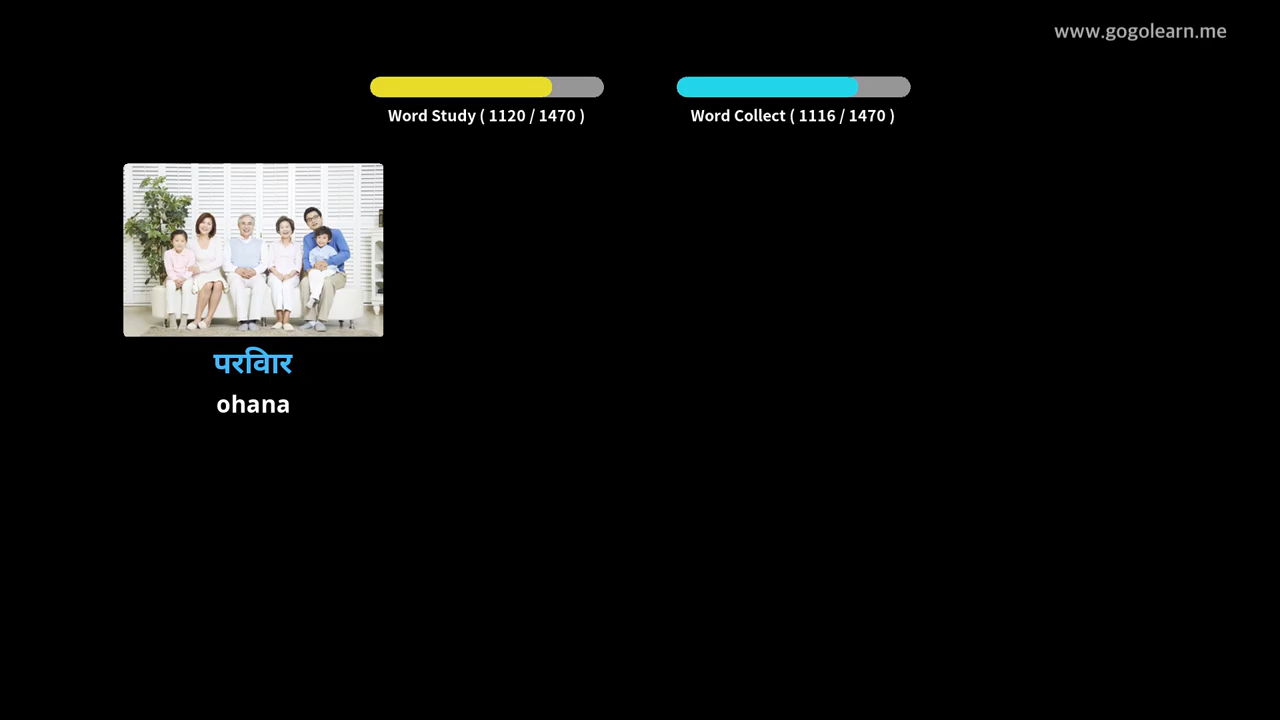 www.gogolearn.me
Word Study ( 1120 / 1470 )
Word Collect ( 1116 / 1470 )
परिवार
ohana